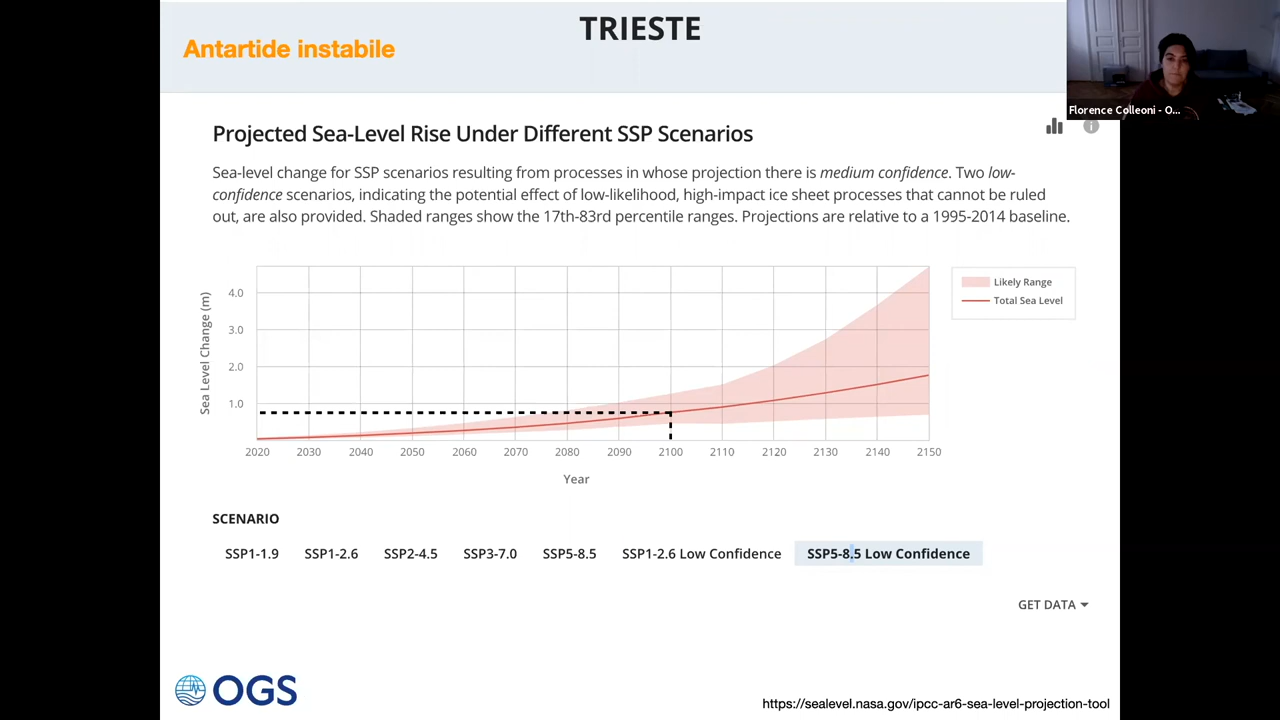 TRIESTE
Antartide instabile
Florence Colleoni - O...
Projected Sea-Level Rise Under Different SSP Scenarios
Sea-level change for SSP scenarios resulting from processes in whose projection there is medium confidence. Two low-
confidence scenarios, indicating the potential effect of low-likelihood, high-impact ice sheet processes that cannot be ruled
out, are also provided. Shaded ranges show the 17th-83rd percentile ranges. Projections are relative to a 1995-2014 baseline.
Sea Level Change (m)
4.0
3.0
2.0
1.0
2020 2030 2040 2050 2060 2070 2080 2090 2100 2110 2120 2130 2140 2150
Year
Likely Range
Total Sea Level
SCENARIO
SSP1-1.9 SSP1-2.6 SSP2-4.5 SSP3-7.0 SSP5-8.5 SSP1-2.6 Low Confidence SSP5-8.5 Low Confidence
GET DATA
OGS
https://sealevel.nasa.gov/ipcc-ar6-sea-level-projection-tool